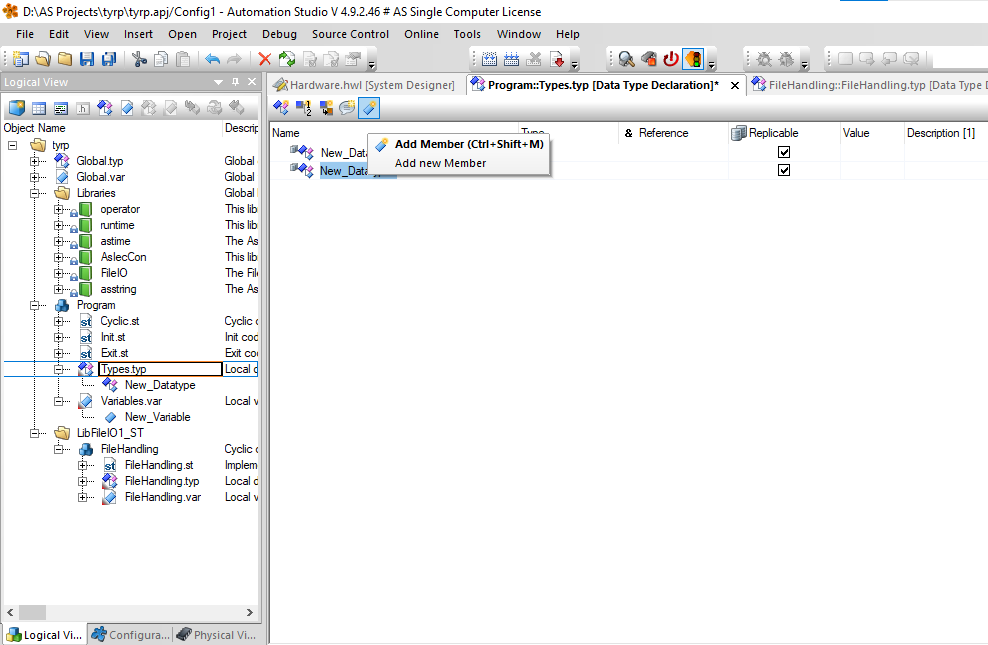 D:\AS Projects\tyrp\tyrp.apj/Config1 - Automation Studio V 4.9.2.46 # AS Single Computer License
File Edit View Insert Open Project Debug Source Control Online Tools Window Help
Logical View
Hardware.hwl [System Designer] Program::Types.typ [Data Type Declaration]* FileHandling::FileHandling.typ [Data Type D
Object Name Descrip
Name Type & Reference Replicable Value Description [1]
Add Member (Ctrl+Shift+M)
Add new Member
New_Dat
New_Dat
tyrp
Global.typ Global
Global.var Global
Libraries Global
operator This lib
runtime This lib
astime The As
AsIecCon This lib
FileIO The File
asstring The As
Program
Cyclic.st Cyclic c
Init.st Init cod
Exit.st Exit co
Types.typ Local d
New_Datatype
Variables.var Local v
New_Variable
LibFileIO1_ST
FileHandling Cyclic c
FileHandling.st Implem
FileHandling.typ Local d
FileHandling.var Local v
Logical Vi... Configura... Physical Vi...